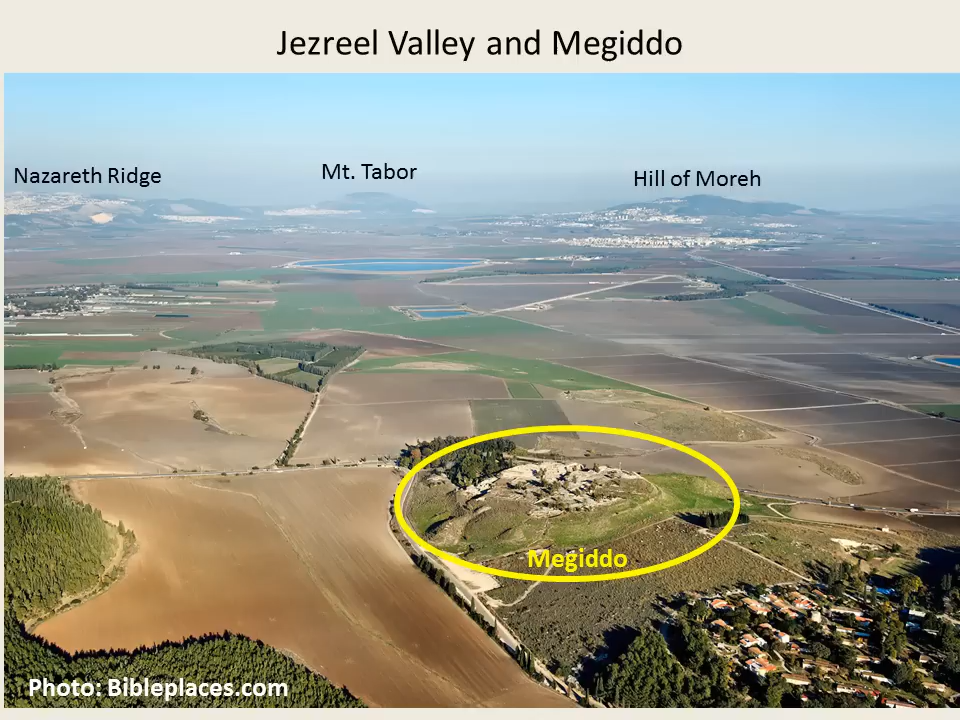 Jezreel Valley and Megiddo
Nazareth Ridge
Mt. Tabor
Hill of Moreh
Megiddo
Photo: Bibleplaces.com